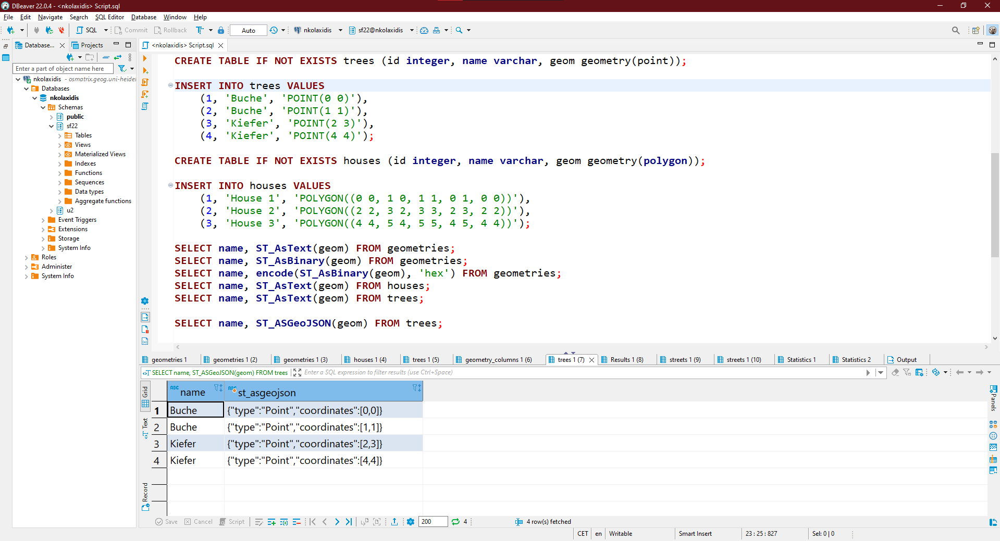 DBeaver 22.0.4 - <nkolaxidis> Script.sql
File Edit Navigate Search SQL Editor Database Window Help
SQL Commit Rollback Auto nkolaxidis sf22@nkolaxidis
Database... Projects <nkolaxidis> Script.sql
Enter a part of object name here
nkolaxidis - osmatrix.geog.uni-heidel
Databases
nkolaxidis
Schemas
public
sf22
Tables
Views
Materialized Views
Indexes
Functions
Sequences
Data types
Aggregate functions
u2
Event Triggers
Extensions
Storage
System Info
Roles
Administer
System Info
CREATE TABLE IF NOT EXISTS trees (id integer, name varchar, geom geometry(point));
INSERT INTO trees VALUES
(1, 'Buche', 'POINT(0 0)'),
(2, 'Buche', 'POINT(1 1)'),
(3, 'Kiefer', 'POINT(2 3)'),
(4, 'Kiefer', 'POINT(4 4)');
CREATE TABLE IF NOT EXISTS houses (id integer, name varchar, geom geometry(polygon));
INSERT INTO houses VALUES
(1, 'House 1', 'POLYGON((0 0, 1 0, 1 1, 0 1, 0 0))'),
(2, 'House 2', 'POLYGON((2 2, 3 2, 3 3, 2 3, 2 2))'),
(3, 'House 3', 'POLYGON((4 4, 5 4, 5 5, 4 5, 4 4))');
SELECT name, ST_AsText(geom) FROM geometries;
SELECT name, ST_AsBinary(geom) FROM geometries;
SELECT name, encode(ST_AsBinary(geom), 'hex') FROM geometries;
SELECT name, ST_AsText(geom) FROM houses;
SELECT name, ST_AsText(geom) FROM trees;
SELECT name, ST_ASGeoJSON(geom) FROM trees;
geometries 1 geometries 1 (2) geometries 1 (3) houses 1 (4) trees 1 (5) geometry_columns 1 (6) trees 1 (7) Results 1 (8) streets 1 (9) streets 1 (10) Statistics 1 Statistics 2 Output
SELECT name, ST_ASGeoJSON(geom) FROM trees Enter a SQL expression to filter results (use Ctrl+Space)
Grid
Text
Record
Panels
ABC name ABC st_asgeojson
1 Buche {"type":"Point","coordinates":[0,0]}
2 Buche {"type":"Point","coordinates":[1,1]}
3 Kiefer {"type":"Point","coordinates":[2,3]}
4 Kiefer {"type":"Point","coordinates":[4,4]}
Save Cancel Script 200 4 4 row(s) fetched
CET en Writable Smart Insert 23 : 25 : 827 Sel: 0 | 0